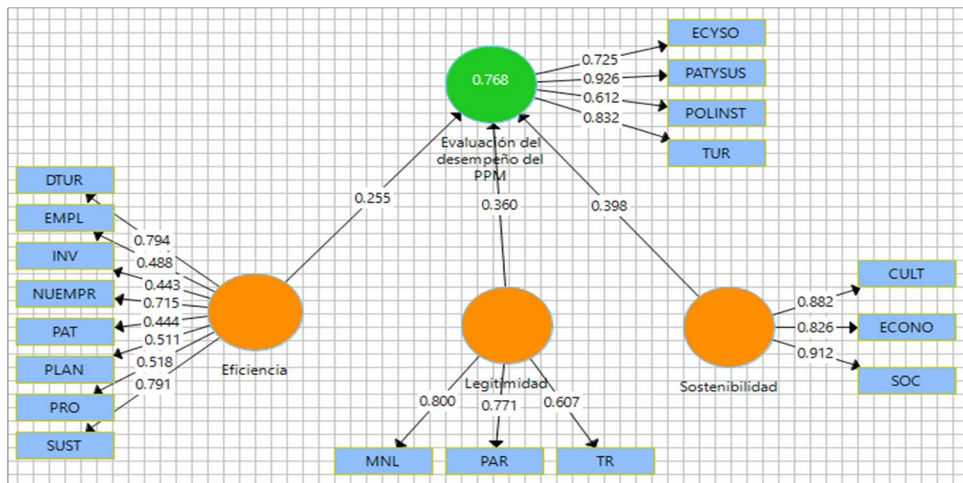 ECYSO
0.725
0.768
0.926
PATYSUS
0.612
POLINST
0.832
Evaluación del
desempeño del
PPM
TUR
DTUR
0.255
0.360
0.398
EMPL
0.794
INV
0.488
0.443
NUEMPR
0.715
PAT
0.444
0.511
PLAN
0.518
0.791
PRO
SUST
Eficiencia
Legitimidad
0.800
0.771
0.607
MNL
PAR
TR
Sostenibilidad
CULT
0.882
0.826
ECONO
0.912
SOC